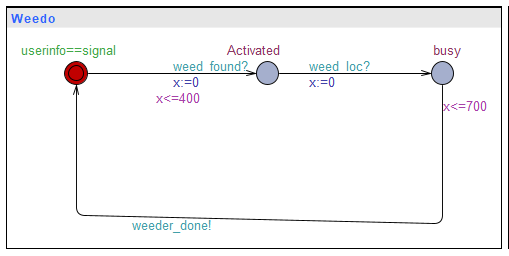 Weedo
userinfo==signal
Activated
busy
weed_found?
weed_loc?
x:=0
x:=0
x<=400
x<=700
weeder_done!